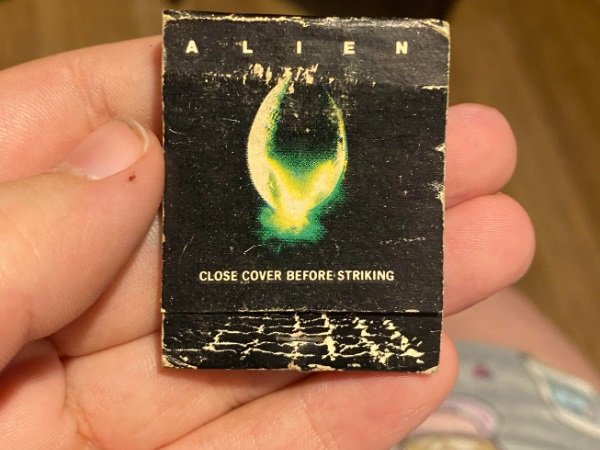 ALIEN
CLOSE COVER BEFORE STRIKING